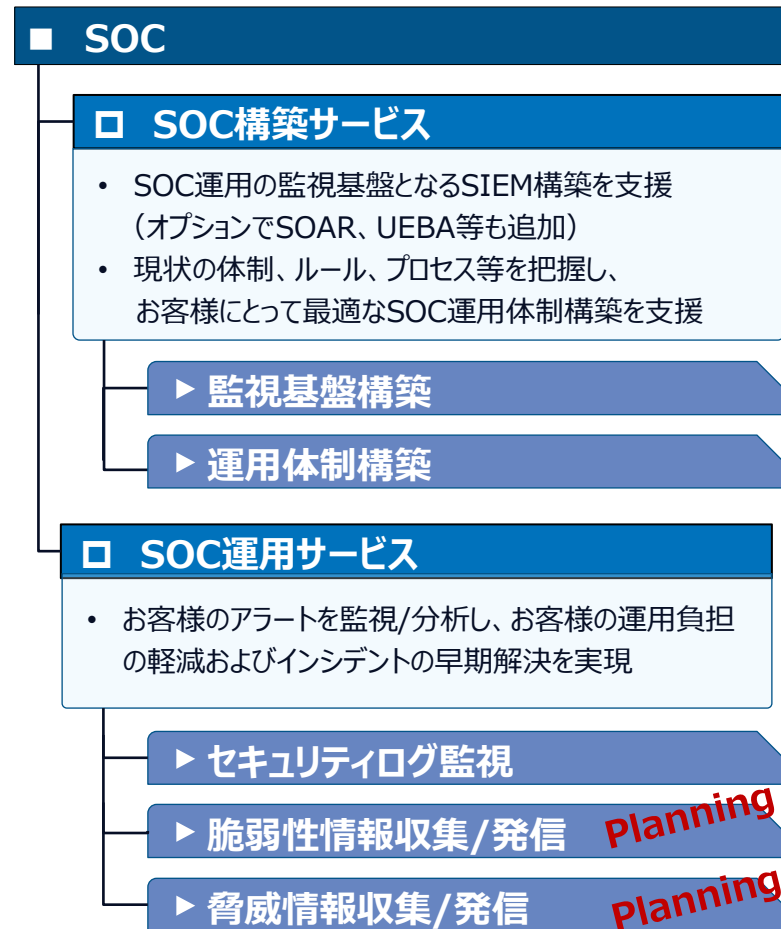 ■ SOC
□ SOC構築サービス
• SOC運用の監視基盤となるSIEM構築を支援
（オプションでSOAR、UEBA等も追加）
• 現状の体制、ルール、プロセス等を把握し、
お客様にとって最適なSOC運用体制構築を支援
▶ 監視基盤構築
▶ 運用体制構築
□ SOC運用サービス
• お客様のアラートを監視/分析し、お客様の運用負担
の軽減およびインシデントの早期解決を実現
▶ セキュリティログ監視
▶ 脆弱性情報収集/発信 Planning
▶ 脅威情報収集/発信 Planning